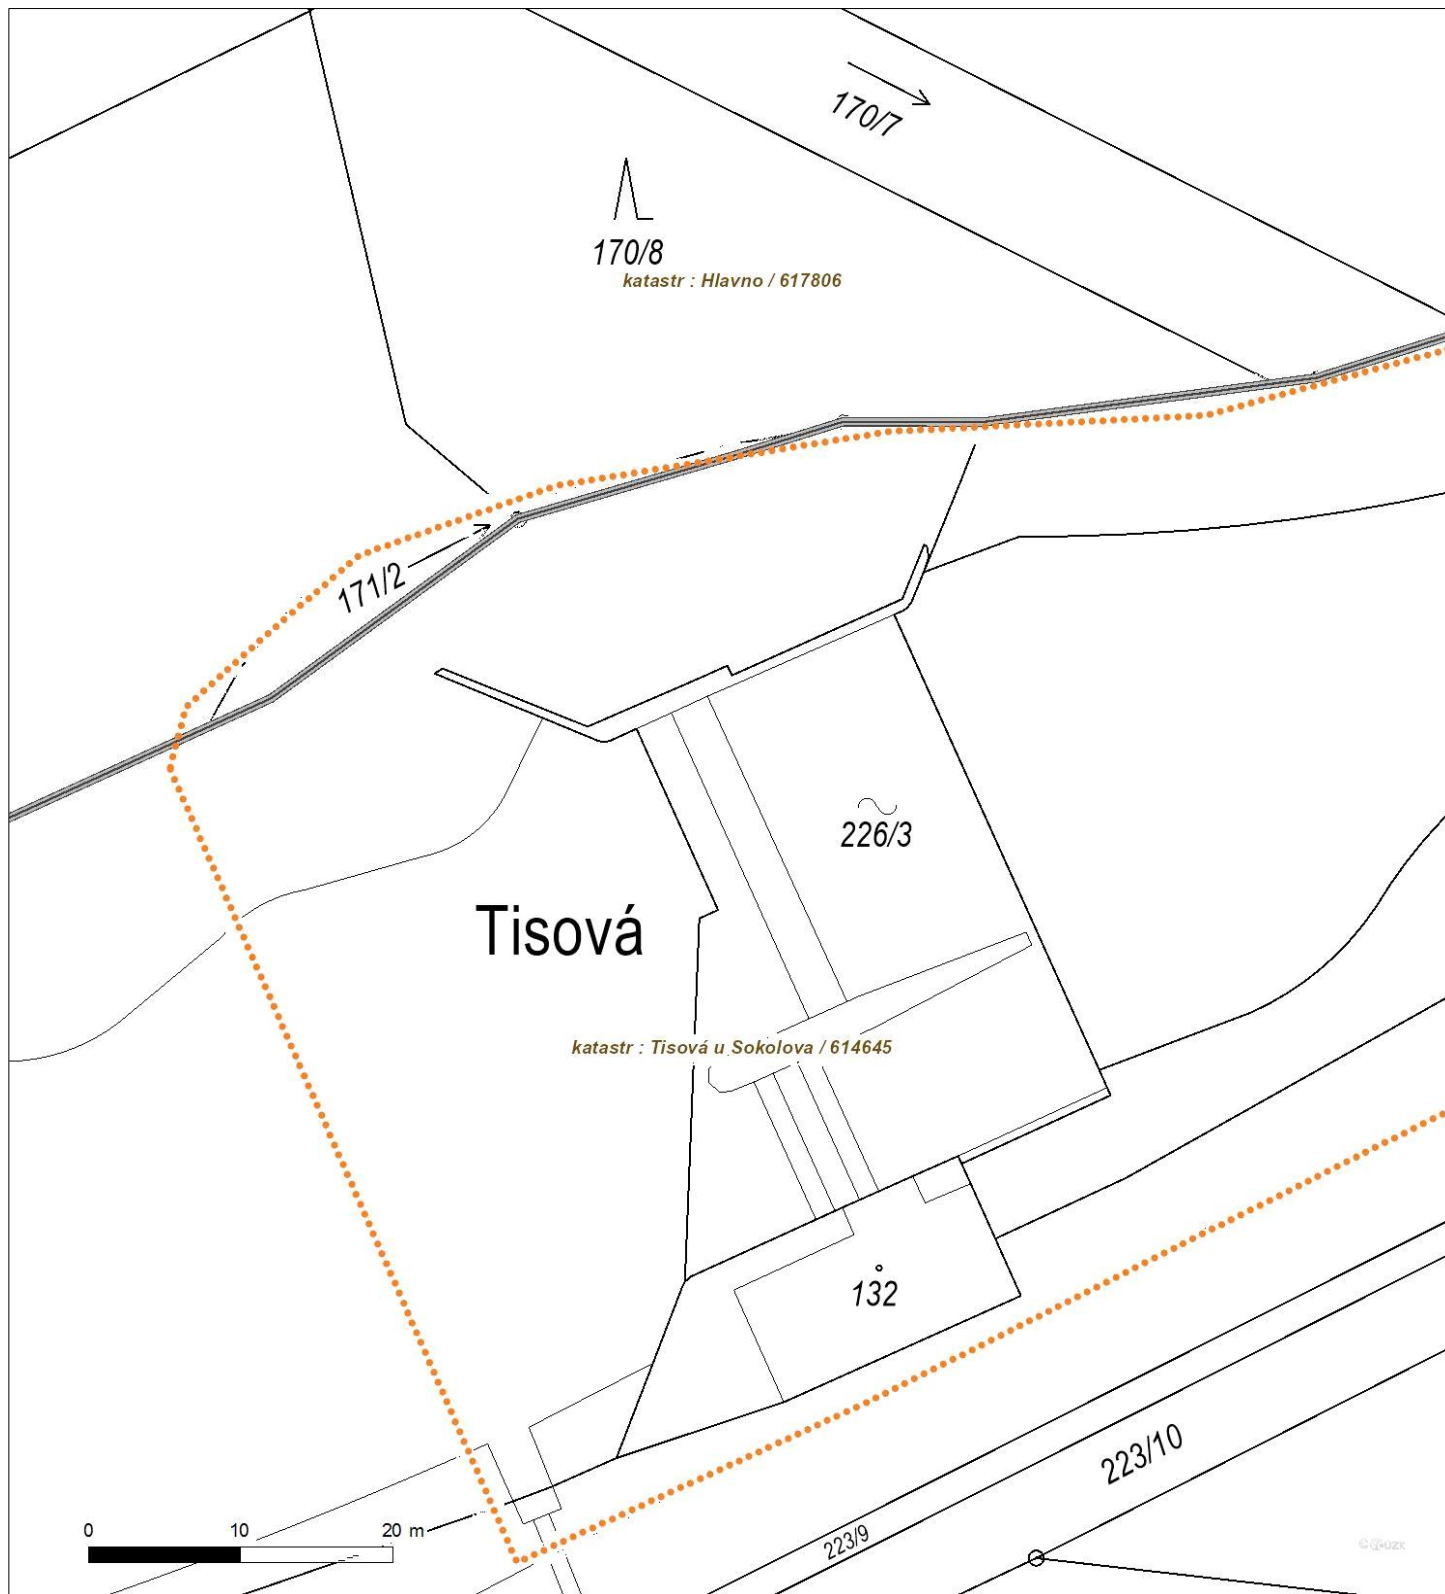 170/7
170/8
katastr : Hlavno / 617806
171/2
226/3
Tisová
katastr : Tisová u Sokolova / 614645
132
223/10
0 10 20 m
223/9